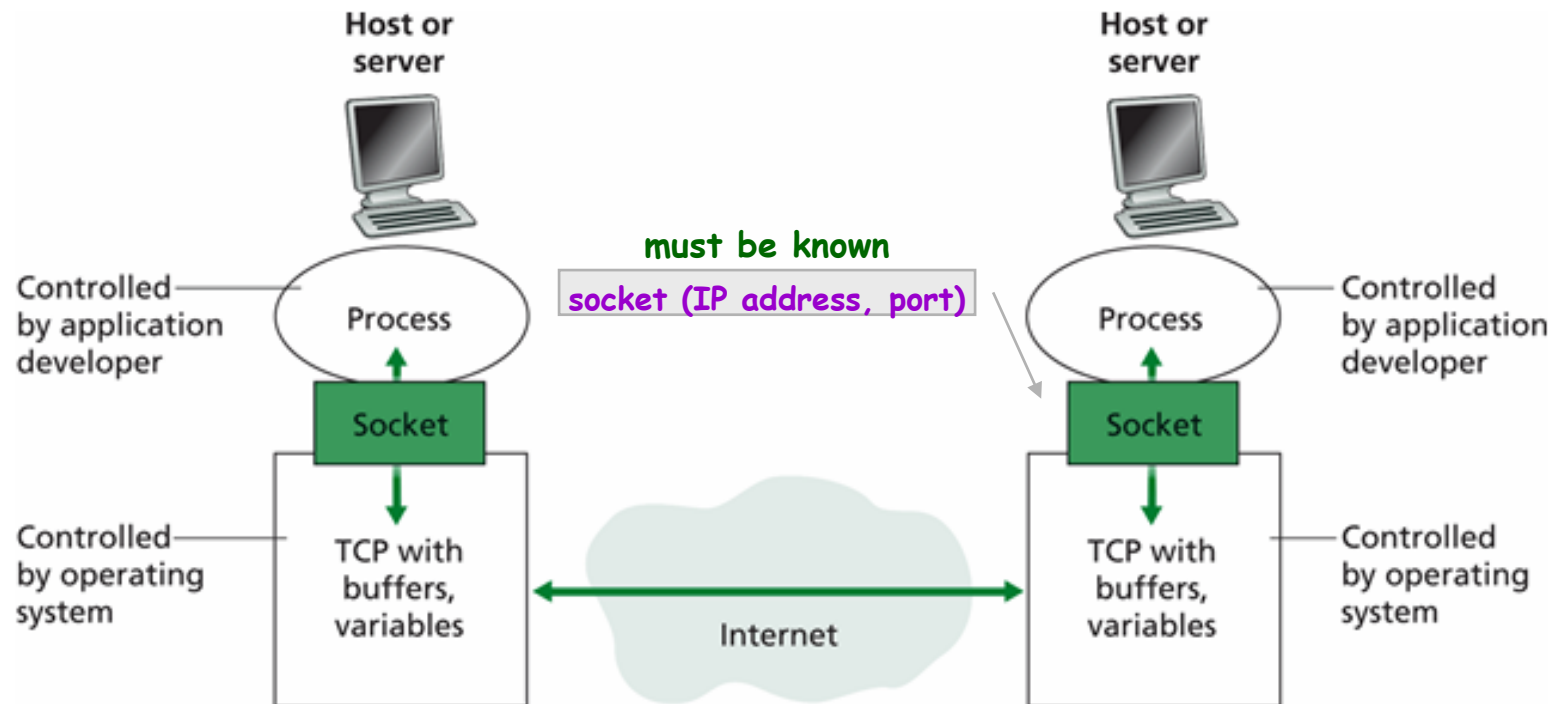 Host or
server
Host or
server
must be known
socket (IP address, port)
Controlled
by application
developer
Process
Process
Controlled
by application
developer
Socket
Socket
Controlled
by operating
system
TCP with
buffers,
variables
Internet
TCP with
buffers,
variables
Controlled
by operating
system